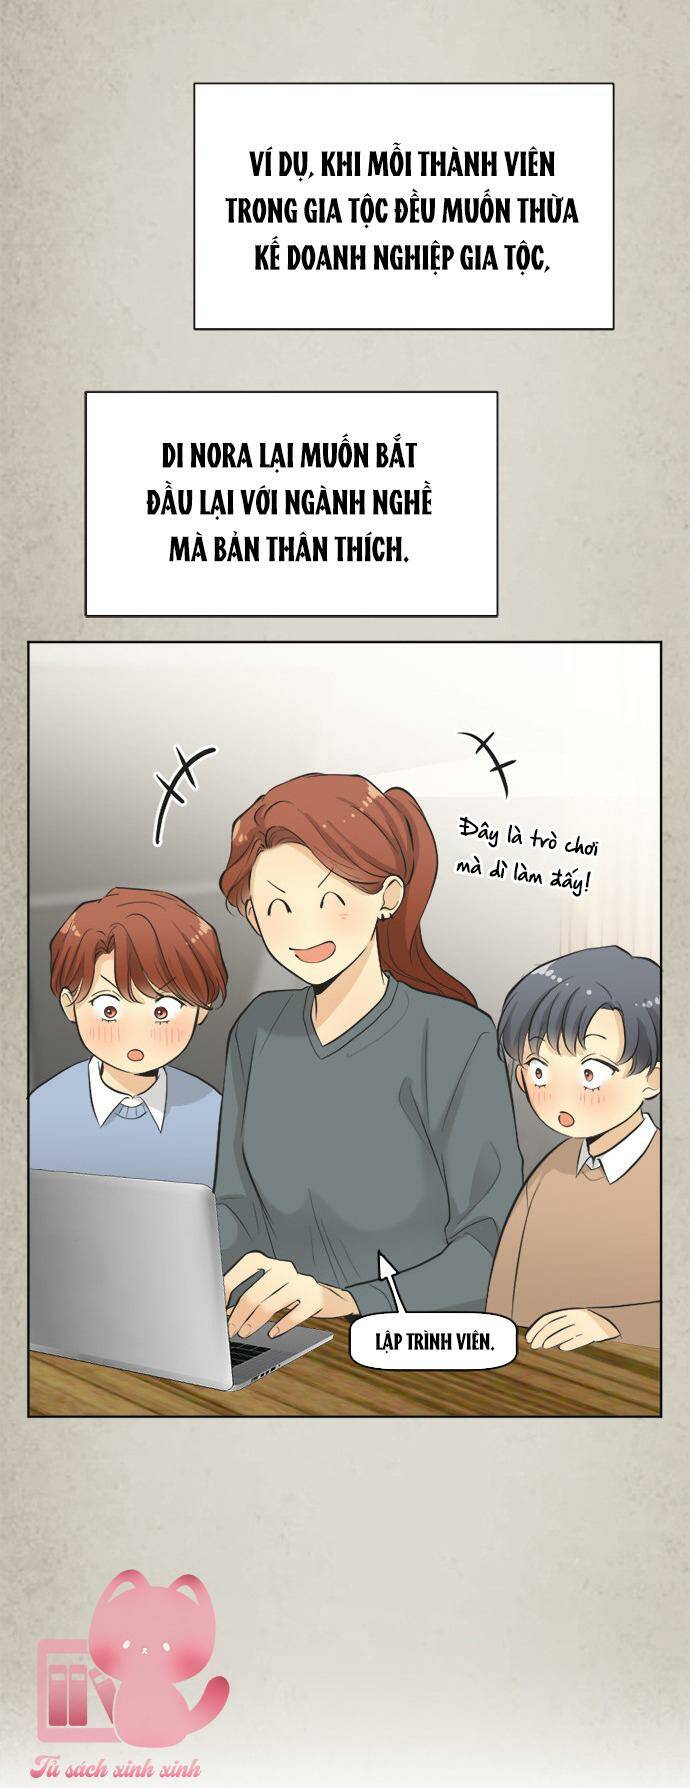 VÍ DỤ, KHI MỖI THÀNH VIÊN
TRONG GIA TỘC ĐỀU MUỐN THỪA
KẾ DOANH NGHIỆP GIA TỘC,
DI NORA LẠI MUỐN BẮT
ĐẦU LẠI VỚI NGÀNH NGHỀ
MÀ BẢN THÂN THÍCH.
Đây là trò chơi
mà dì làm đấy!
LẬP TRÌNH VIÊN.
Tủ sách xinh xinh